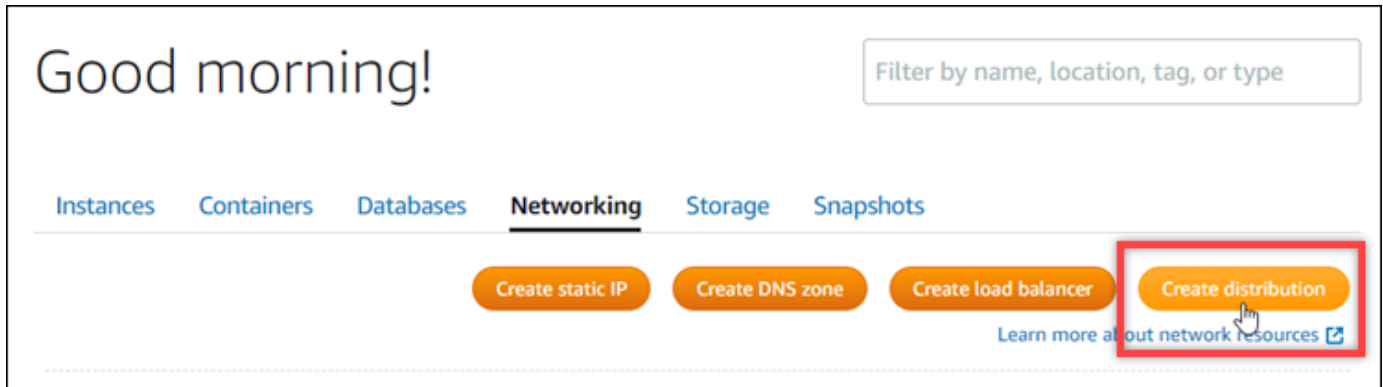 Good morning!
Filter by name, location, tag, or type
Instances Containers Databases Networking Storage Snapshots
Create static IP Create DNS zone Create load balancer Create distribution
Learn more about network resources